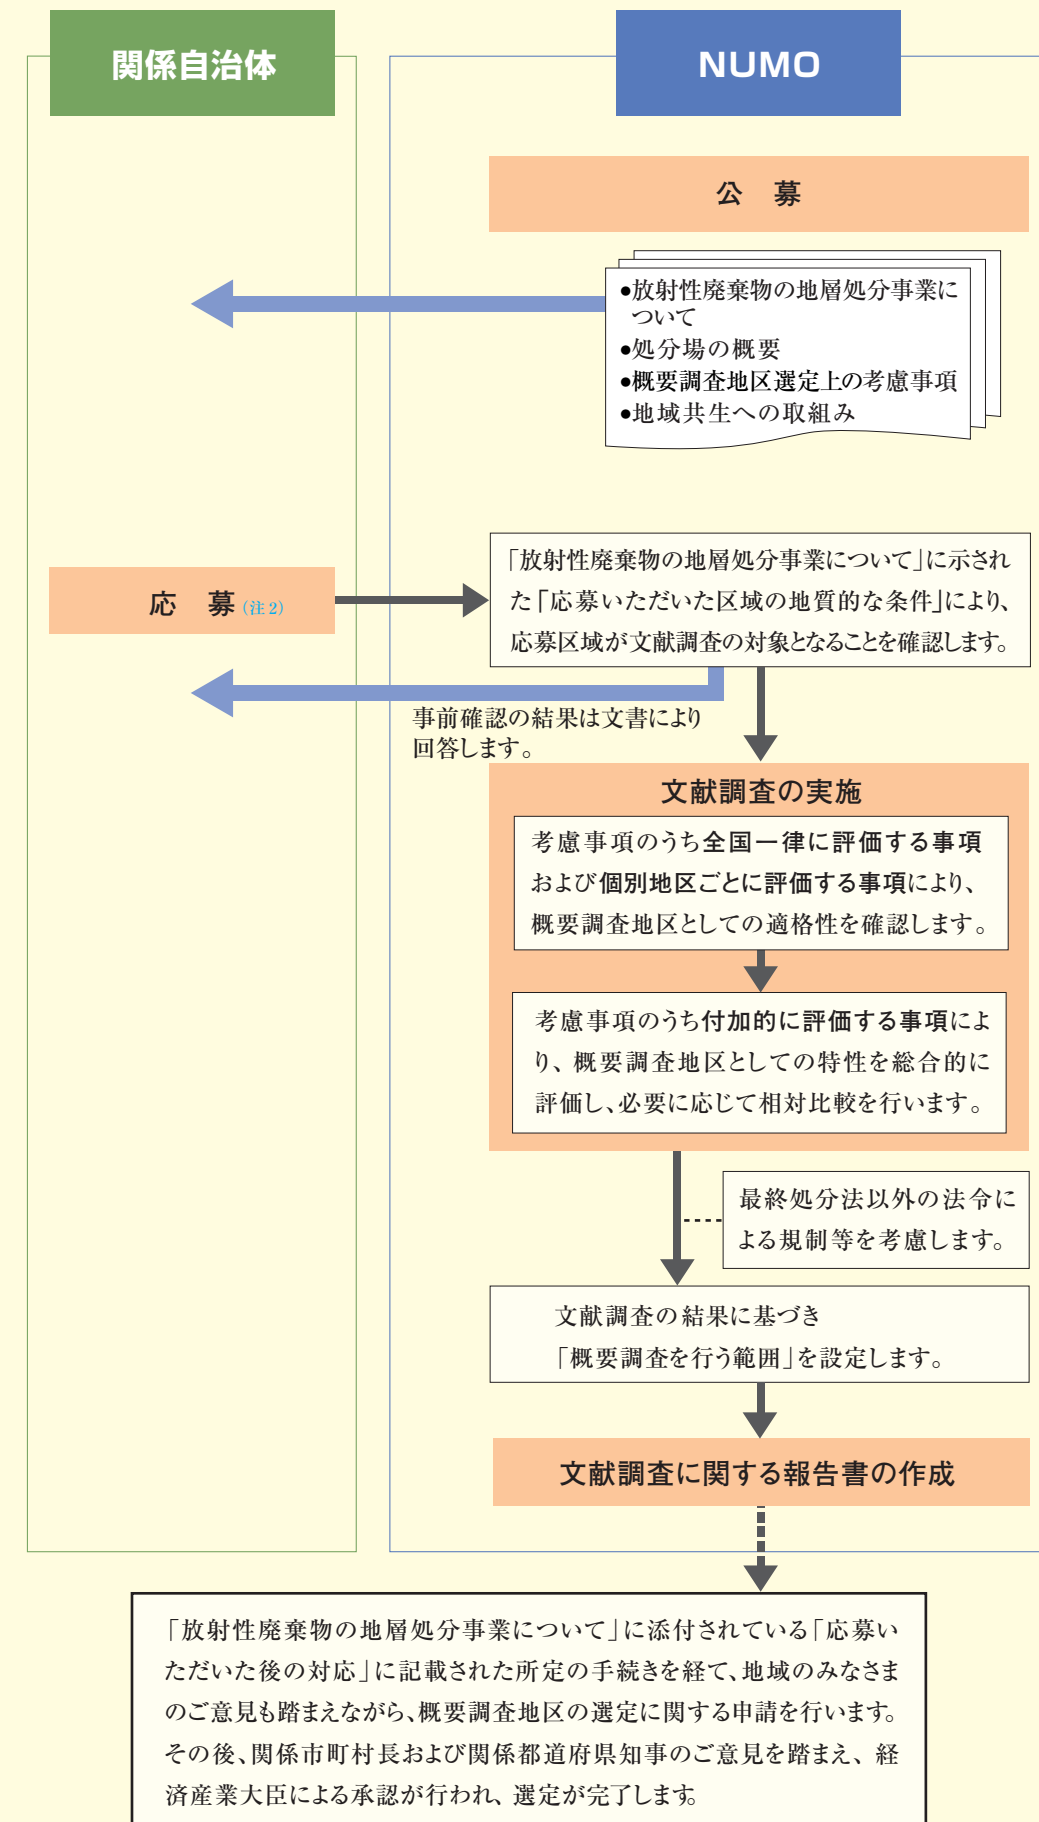 関係自治体
NUMO
公　募
●放射性廃棄物の地層処分事業に
ついて
●処分場の概要
●概要調査地区選定上の考慮事項
●地域共生への取組み
応　募(注2)
「放射性廃棄物の地層処分事業について」に示され
た「応募いただいた区域の地質的な条件」により、
応募区域が文献調査の対象となることを確認します。
事前確認の結果は文書により
回答します。
文献調査の実施
考慮事項のうち全国一律に評価する事項
および個別地区ごとに評価する事項により、
概要調査地区としての適格性を確認します。
考慮事項のうち付加的に評価する事項によ
り、概要調査地区としての特性を総合的に
評価し、必要に応じて相対比較を行います。
最終処分法以外の法令に
よる規制等を考慮します。
文献調査の結果に基づき
「概要調査を行う範囲」を設定します。
文献調査に関する報告書の作成
「放射性廃棄物の地層処分事業について」に添付されている「応募い
ただいた後の対応」に記載された所定の手続きを経て、地域のみなさま
のご意見も踏まえながら、概要調査地区の選定に関する申請を行います。
その後、関係市町村長および関係都道府県知事のご意見を踏まえ、経
済産業大臣による承認が行われ、選定が完了します。